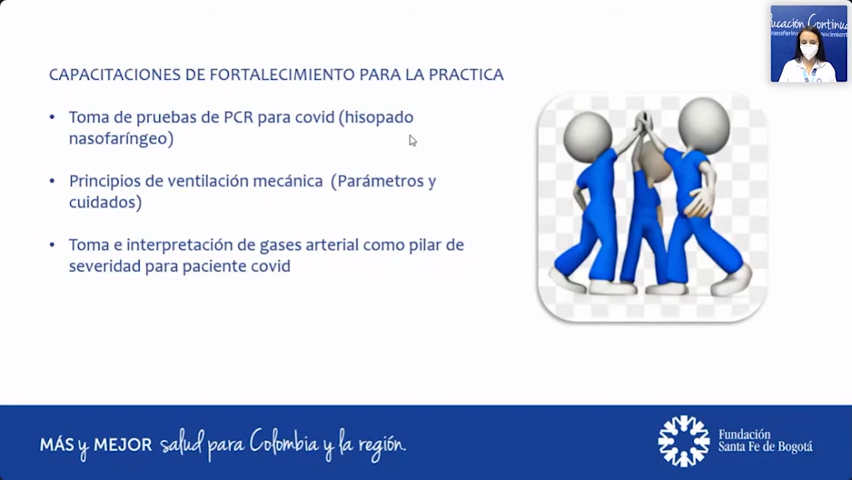 CAPACITACIONES DE FORTALECIMIENTO PARA LA PRACTICA
• Toma de pruebas de PCR para covid (hisopado
nasofaríngeo)
• Principios de ventilación mecánica (Parámetros y
cuidados)
• Toma e interpretación de gases arterial como pilar de
severidad para paciente covid
MÁS y MEJOR salud para Colombia y la región.
Fundación
Santa Fe de Bogotá